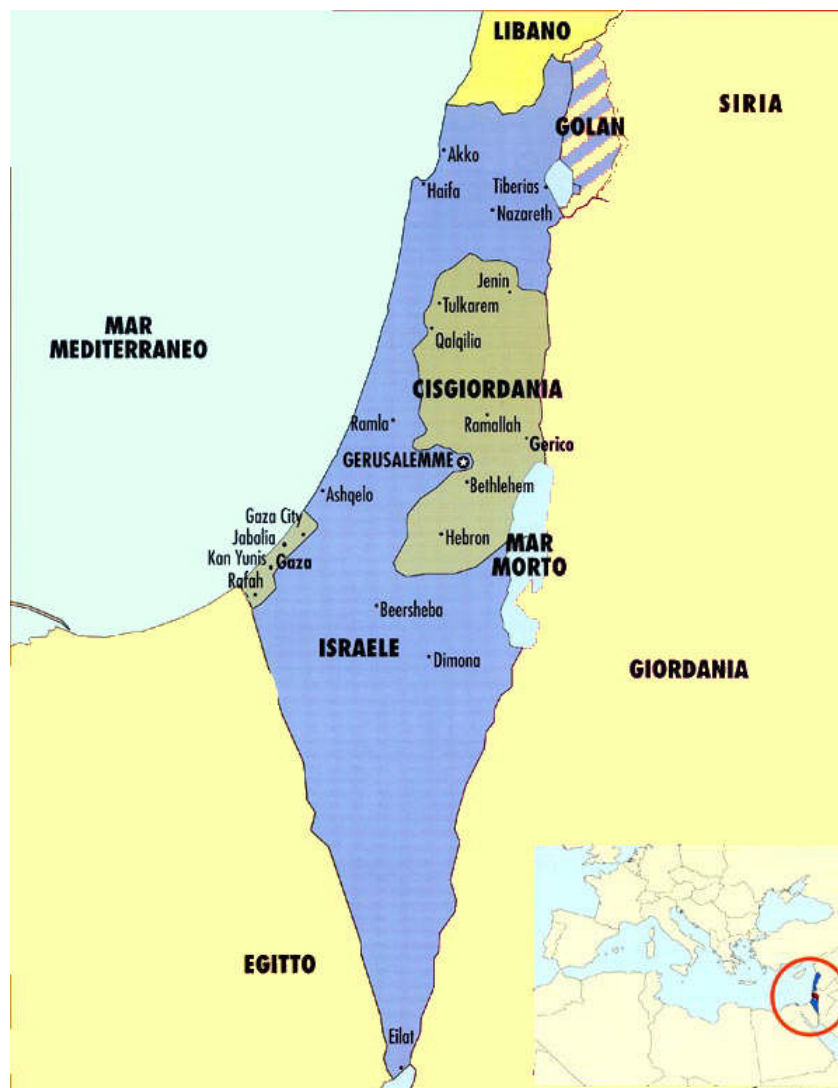 LIBANO
SIRIA
GOLAN
Akko
Haifa
Tiberias
Nazareth
Jenin
Tulkarem
Qalqilia
MAR
MEDITERRANEO
CISGIORDANIA
Ramla
Ramallah
Gerico
GERUSALEMME
Bethlehem
Ashqelo
Gaza City
Jabalia
Kan Yunis
Gaza
Rafah
Hebron
MAR
MORTO
Beersheba
ISRAELE
Dimona
GIORDANIA
EGITTO
Eilat